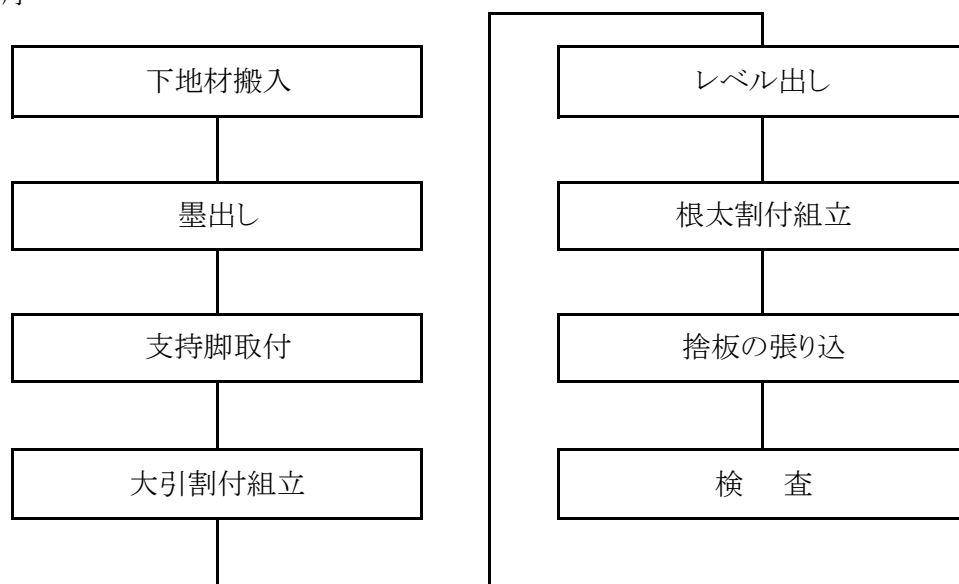 下地材搬入
墨出し
支持脚取付
大引割付組立
レベル出し
根太割付組立
捨板の張り込
検　査